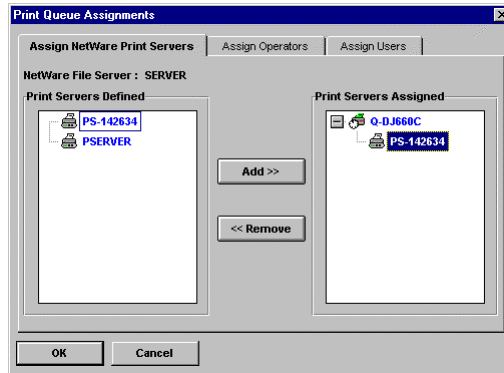 Print Queue Assignments
Assign NetWare Print Servers
Assign Operators
Assign Users
NetWare File Server : SERVER
Print Servers Defined
PS-142634
PSERVER
Add >>
<< Remove
Print Servers Assigned
Q-DJ660C
PS-142634
OK
Cancel